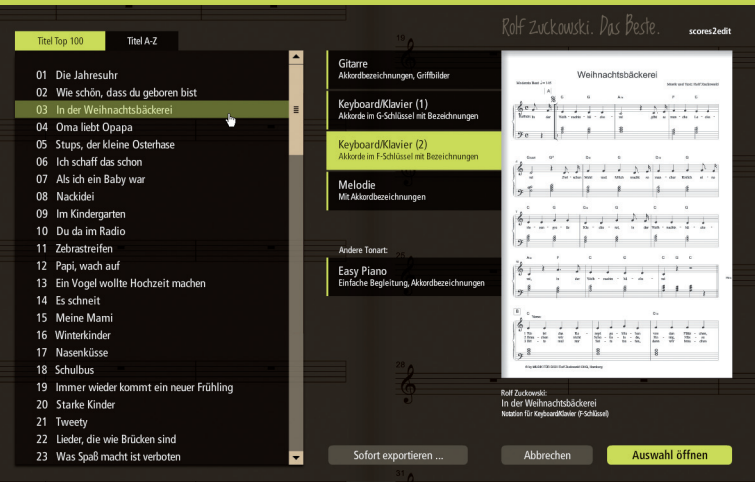 Rolf Zuckowski. Das Beste.
scores2edit
Titel Top 100
Titel A-Z
01 Die Jahresuhr
02 Wie schön, dass du geboren bist
03 In der Weihnachtsbäckerei
04 Oma liebt Opapa
05 Stups, der kleine Osterhase
06 Ich schaff das schon
07 Als ich ein Baby war
08 Nackidei
09 Im Kindergarten
10 Du da im Radio
11 Zebrastreifen
12 Papi, wach auf
13 Ein Vogel wollte Hochzeit machen
14 Es schneit
15 Meine Mami
16 Winterkinder
17 Nasenküsse
18 Schulbus
19 Immer wieder kommt ein neuer Frühling
20 Starke Kinder
21 Tweety
22 Lieder, die wie Brücken sind
23 Was Spaß macht ist verboten
19
Gitarre
Akkordbezeichnungen, Griffbilder
Keyboard/Klavier (1)
Akkorde im G-Schlüssel mit Bezeichnungen
Keyboard/Klavier (2)
Akkorde im F-Schlüssel mit Bezeichnungen
Melodie
Mit Akkordbezeichnungen
25
Andere Tonart:
Easy Piano
Einfache Begleitung, Akkordbezeichnungen
28
31
Weihnachtsbäckerei
Rolf Zuckowski:
In der Weihnachtsbäckerei
Notation für Keyboard/Klavier (F-Schlüssel)
Sofort exportieren ...
Abbrechen
Auswahl öffnen